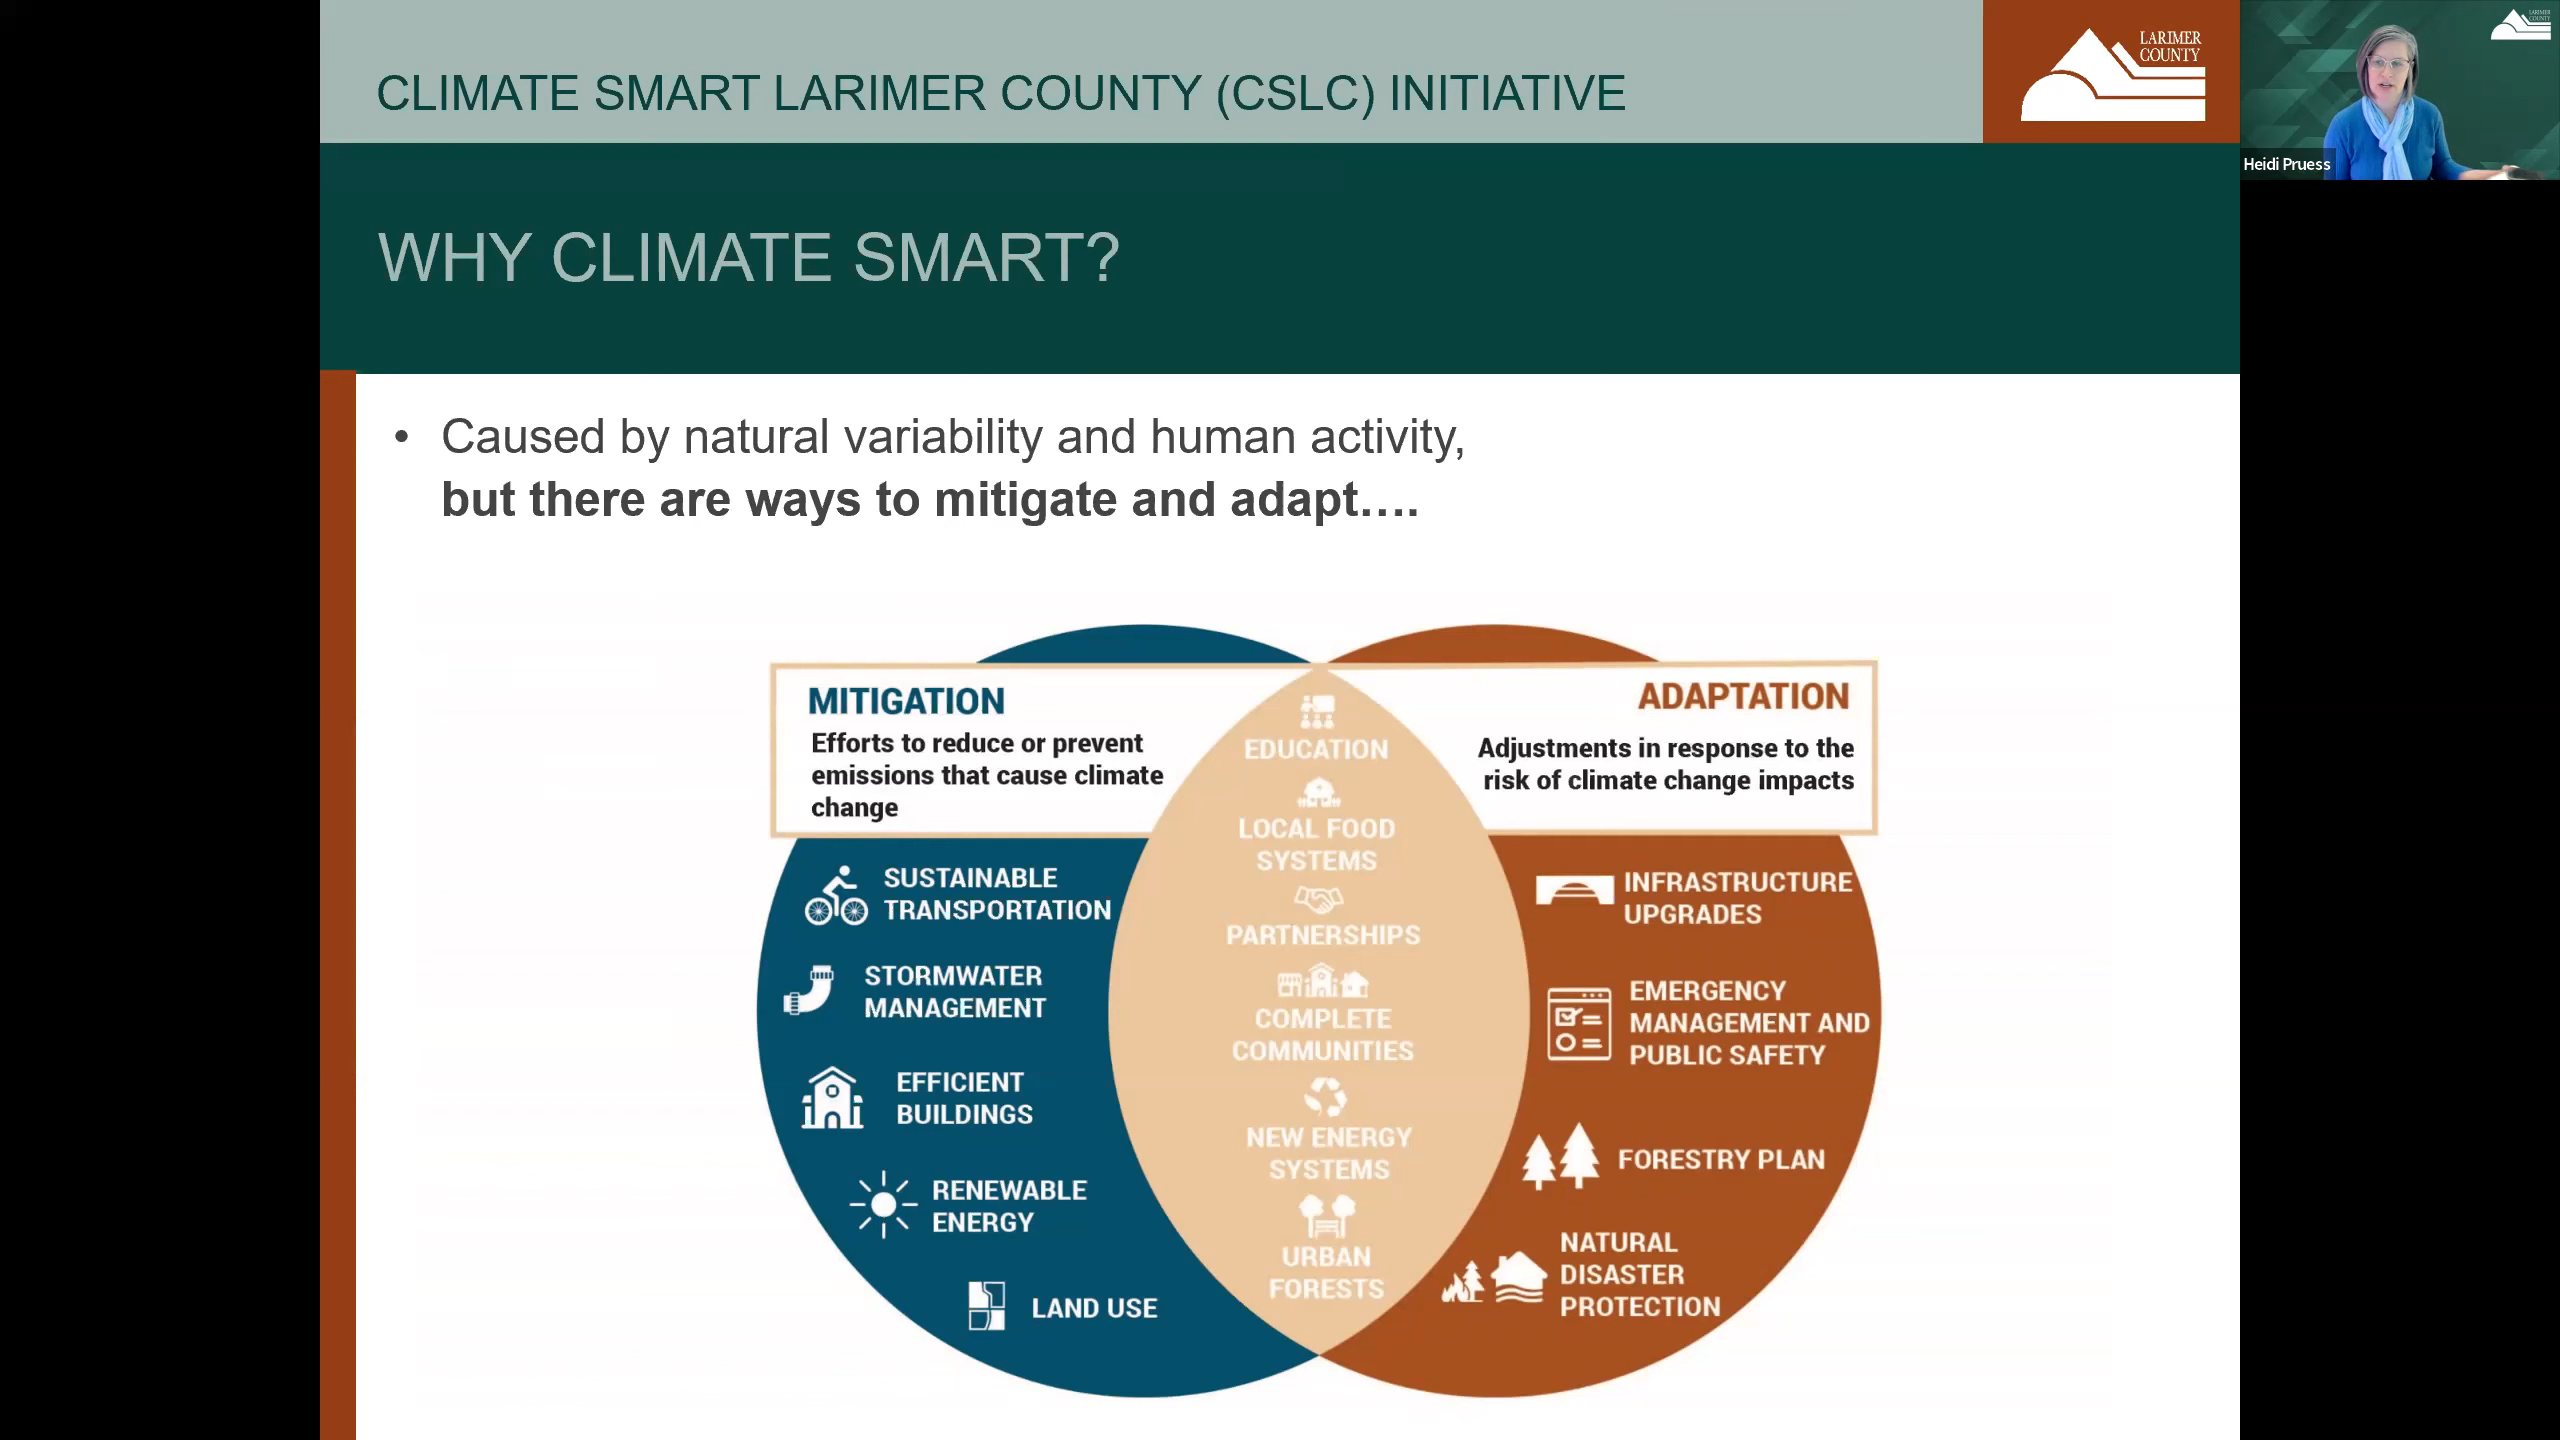 CLIMATE SMART LARIMER COUNTY (CSLC) INITIATIVE
LARIMER
COUNTY
LARIMER
COUNTY
Heidi Pruess
WHY CLIMATE SMART?
• Caused by natural variability and human activity,
but there are ways to mitigate and adapt....
MITIGATION
Efforts to reduce or prevent
emissions that cause climate
change
SUSTAINABLE
TRANSPORTATION
STORMWATER
MANAGEMENT
EFFICIENT
BUILDINGS
RENEWABLE
ENERGY
LAND USE
EDUCATION
LOCAL FOOD
SYSTEMS
PARTNERSHIPS
COMPLETE
COMMUNITIES
NEW ENERGY
SYSTEMS
URBAN
FORESTS
ADAPTATION
Adjustments in response to the
risk of climate change impacts
INFRASTRUCTURE
UPGRADES
EMERGENCY
MANAGEMENT AND
PUBLIC SAFETY
FORESTRY PLAN
NATURAL
DISASTER
PROTECTION